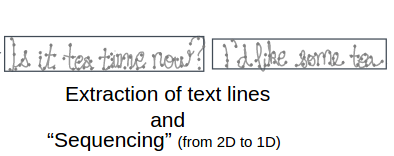 Is it tea time now? I'd like some tea
Extraction of text lines
and
“Sequencing” (from 2D to 1D)